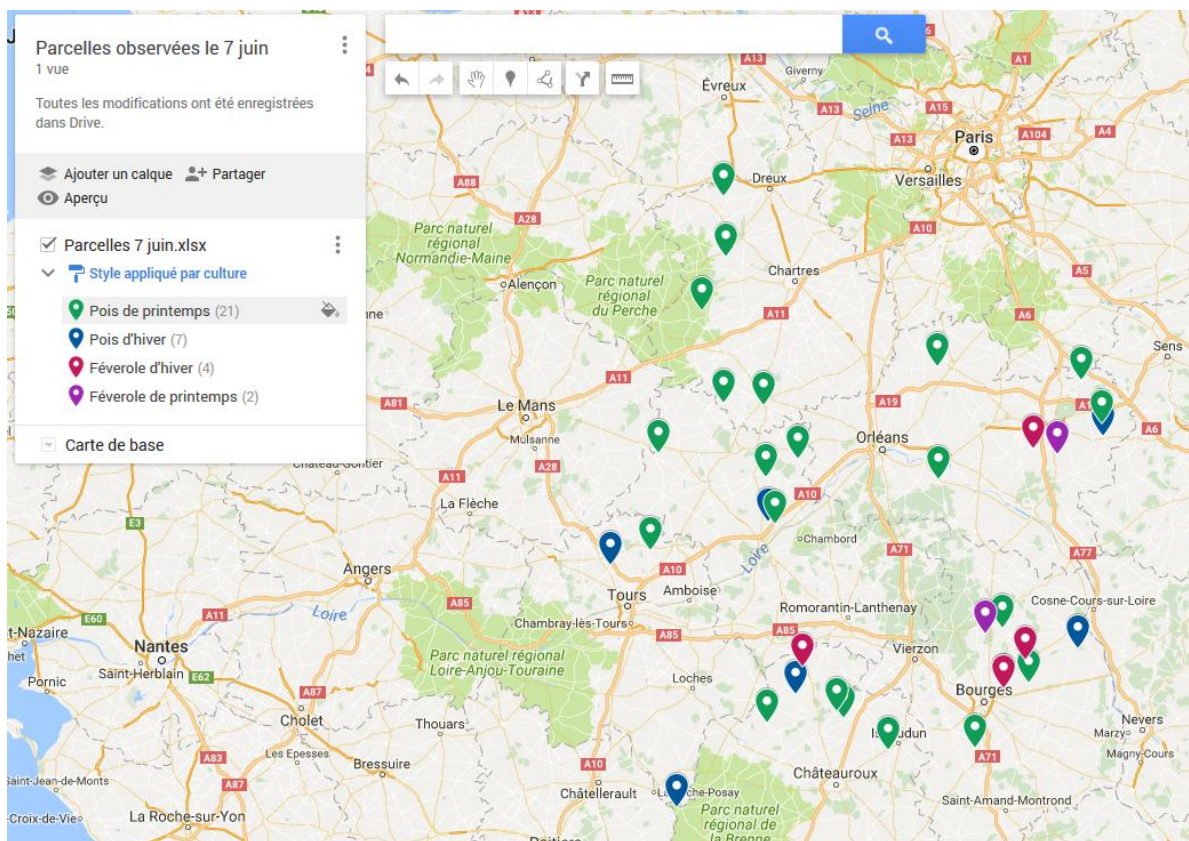 Parcelles observées le 7 juin
1 vue
Toutes les modifications ont été enregistrées
dans Drive.
Ajouter un calque
Partager
Aperçu
Parcelles 7 juin.xlsx
Style appliqué par culture
Pois de printemps (21)
Pois d'hiver (7)
Féverole d'hiver (4)
Féverole de printemps (2)
Carte de base
A13
Giverny
Évreux
A1
A13
Seine
A15
A13
Paris
A104
A4
Versailles
A88
Dreux
A28
A10
Parc naturel
régional
Normandie-Maine
A5
Chartres
Alençon
Parc naturel
régional
du Perche
A11
A6
Sens
A11
A81
Le Mans
A19
A6
Mulsanne
Orléans
A28
A11
A10
La Flèche
E3
Chambord
A71
A77
Angers
A10
Loire
Tours
Amboise
A85
Romorantin-Lanthenay
Cosne-Cours-sur-Loire
Loire
E60
A11
Chambray-lès-Tours
A85
A85
t-Nazaire
Nantes
Vierzon
Saint-Herblain
E62
Parc naturel régional
Loire-Anjou-Touraine
Loches
Pornic
A87
Bourges
Cholet
Thouars
Nevers
Marzy
A83
Les Epesses
A71
Magny-Cours
Bressuire
A10
Châteauroux
Saint-Jean-de-Monts
A87
Châtellerault
Saint-Amand-Montrond
-Croix-de-Vie
La Roche-sur-Yon
Parc naturel
régional de
la Brenne